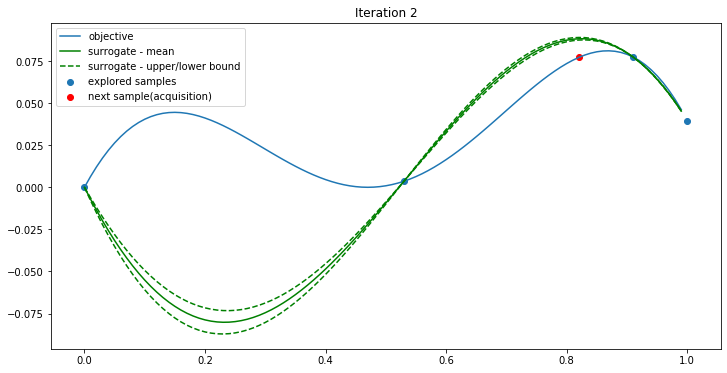 Iteration 2
objective
surrogate - mean
surrogate - upper/lower bound
explored samples
next sample(acquisition)
0.075
0.050
0.025
0.000
−0.025
−0.050
−0.075
0.0 0.2 0.4 0.6 0.8 1.0